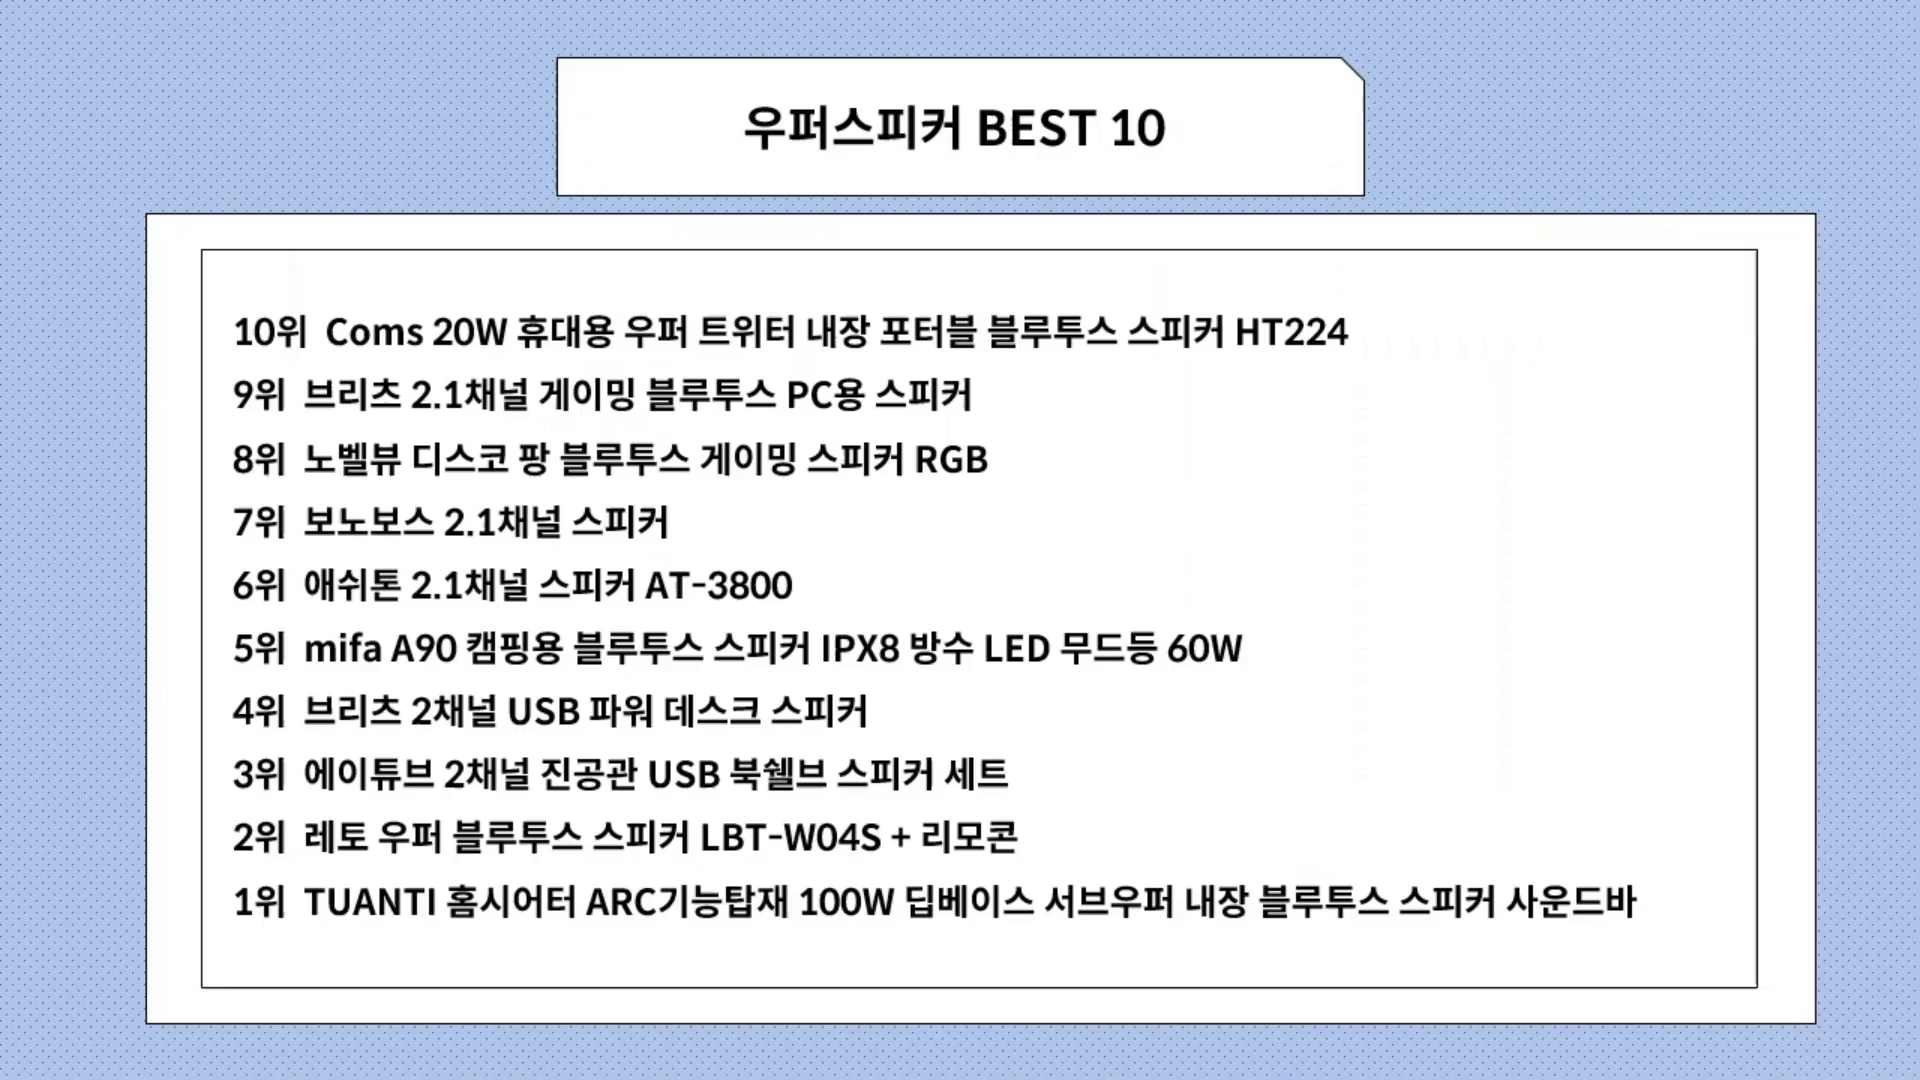 우퍼스피커 BEST 10
10위 Coms 20W 휴대용 우퍼 트위터 내장 포터블 블루투스 스피커 HT224
9위 브리츠 2.1채널 게이밍 블루투스 PC용 스피커
8위 노벨뷰 디스코 팡 블루투스 게이밍 스피커 RGB
7위 보노보스 2.1채널 스피커
6위 애쉬톤 2.1채널 스피커 AT-3800
5위 mifa A90 캠핑용 블루투스 스피커 IPX8 방수 LED 무드등 60W
4위 브리츠 2채널 USB 파워 데스크 스피커
3위 에이튜브 2채널 진공관 USB 북쉘브 스피커 세트
2위 레토 우퍼 블루투스 스피커 LBT-W04S + 리모콘
1위 TUANTI 홈시어터 ARC기능탑재 100W 딥베이스 서브우퍼 내장 블루투스 스피커 사운드바